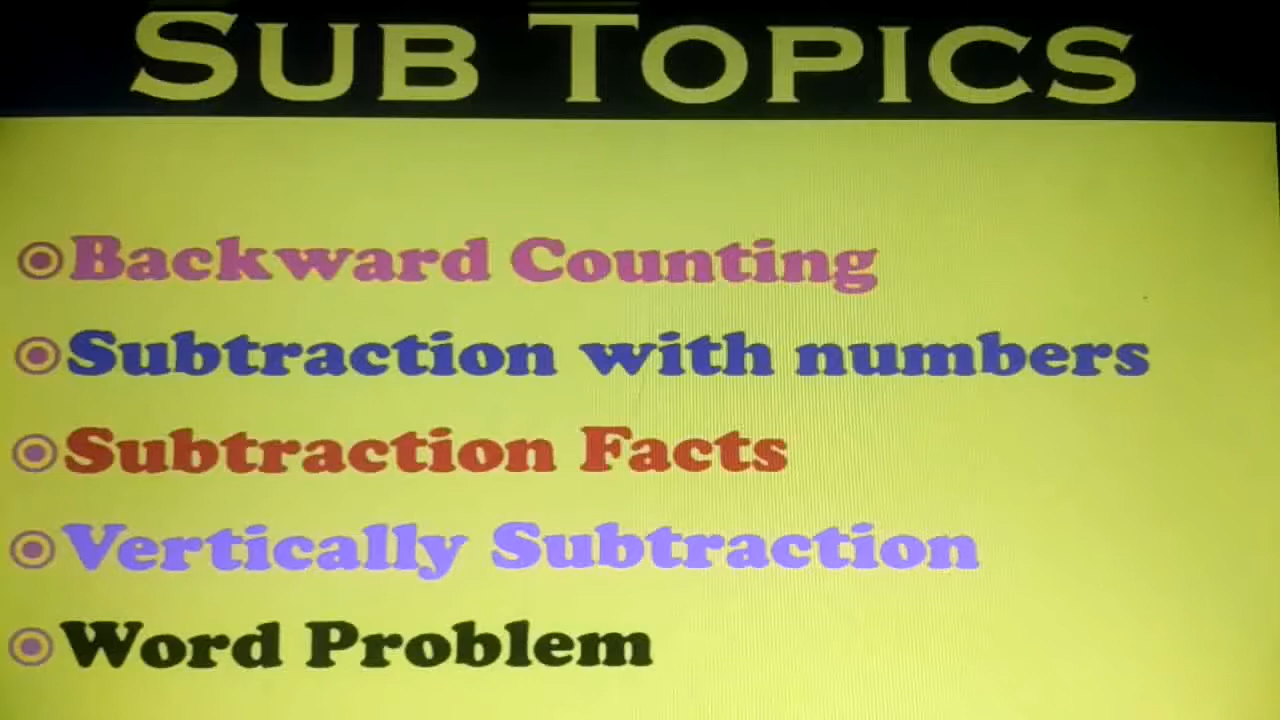 SUB TOPICS
Backward Counting
Subtraction with numbers
Subtraction Facts
Vertically Subtraction
Word Problem